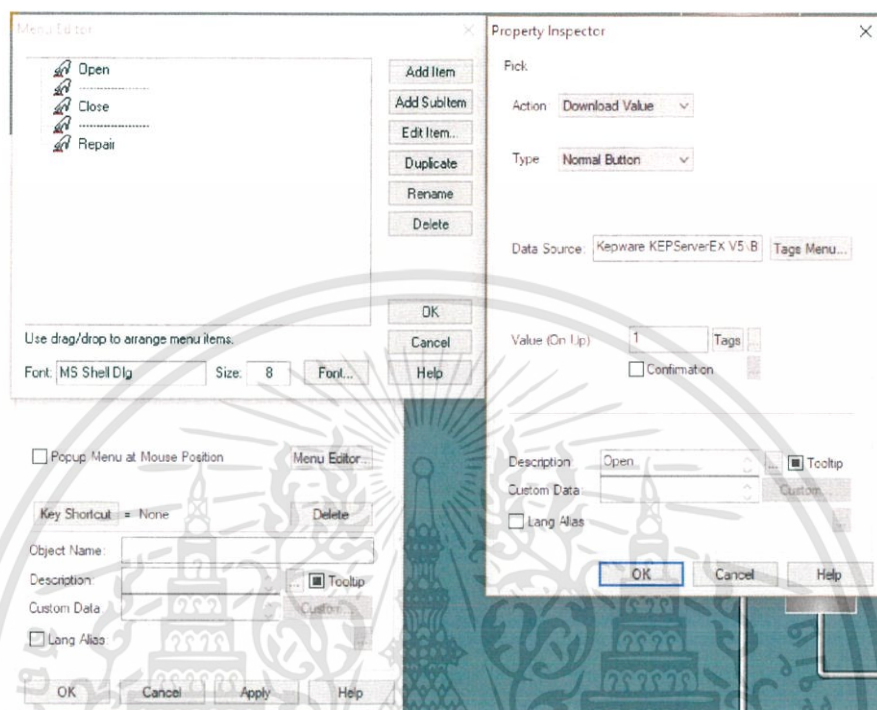 Menu Editor
Open
--------------------
Close
--------------------
Repair
Add Item
Add SubItem
Edit Item...
Duplicate
Rename
Delete
OK
Cancel
Help
Use drag/drop to arrange menu items.
Font: MS Shell Dlg Size: 8 Font...
Popup Menu at Mouse Position Menu Editor...
Key Shortcut = None Delete
Object Name:
Description: ... Tooltip
Custom Data: Custom...
Lang Alias:
OK Cancel Apply Help
Property Inspector
Pick
Action Download Value
Type Normal Button
Data Source: Kepware KEPServerEX V5\B Tags Menu...
Value (On Up) 1 Tags
Confirmation
Description Open ... Tooltip
Custom Data: Custom...
Lang Alias
OK Cancel Help